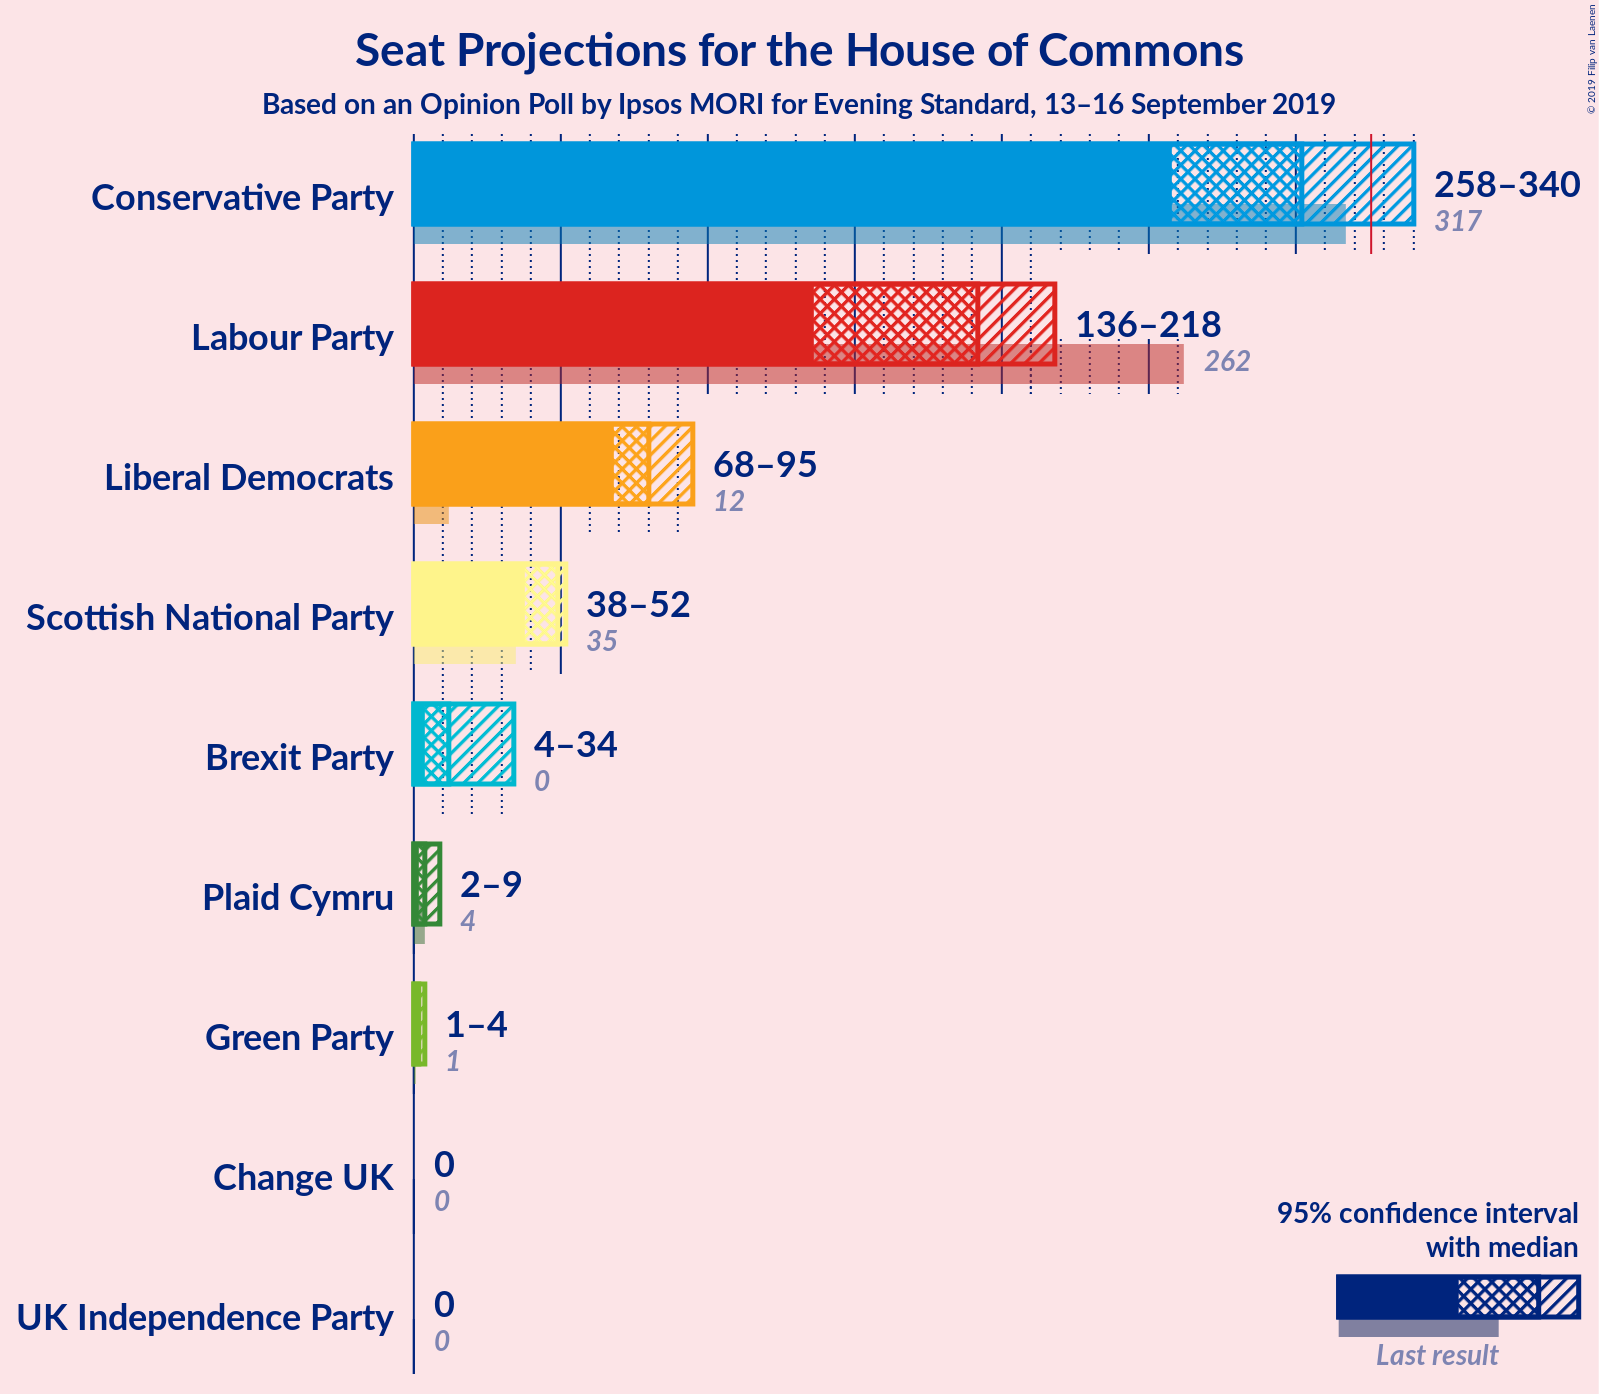 Seat Projections for the House of Commons
Based on an Opinion Poll by Ipsos MORI for Evening Standard, 13–16 September 2019
© 2019 Filip van Laenen
Conservative Party
258–340
317
Labour Party
136–218
262
Liberal Democrats
68–95
12
Scottish National Party
38–52
35
Brexit Party
4–34
0
Plaid Cymru
2–9
4
Green Party
1–4
1
Change UK
0
0
UK Independence Party
0
0
95% confidence interval
with median
Last result